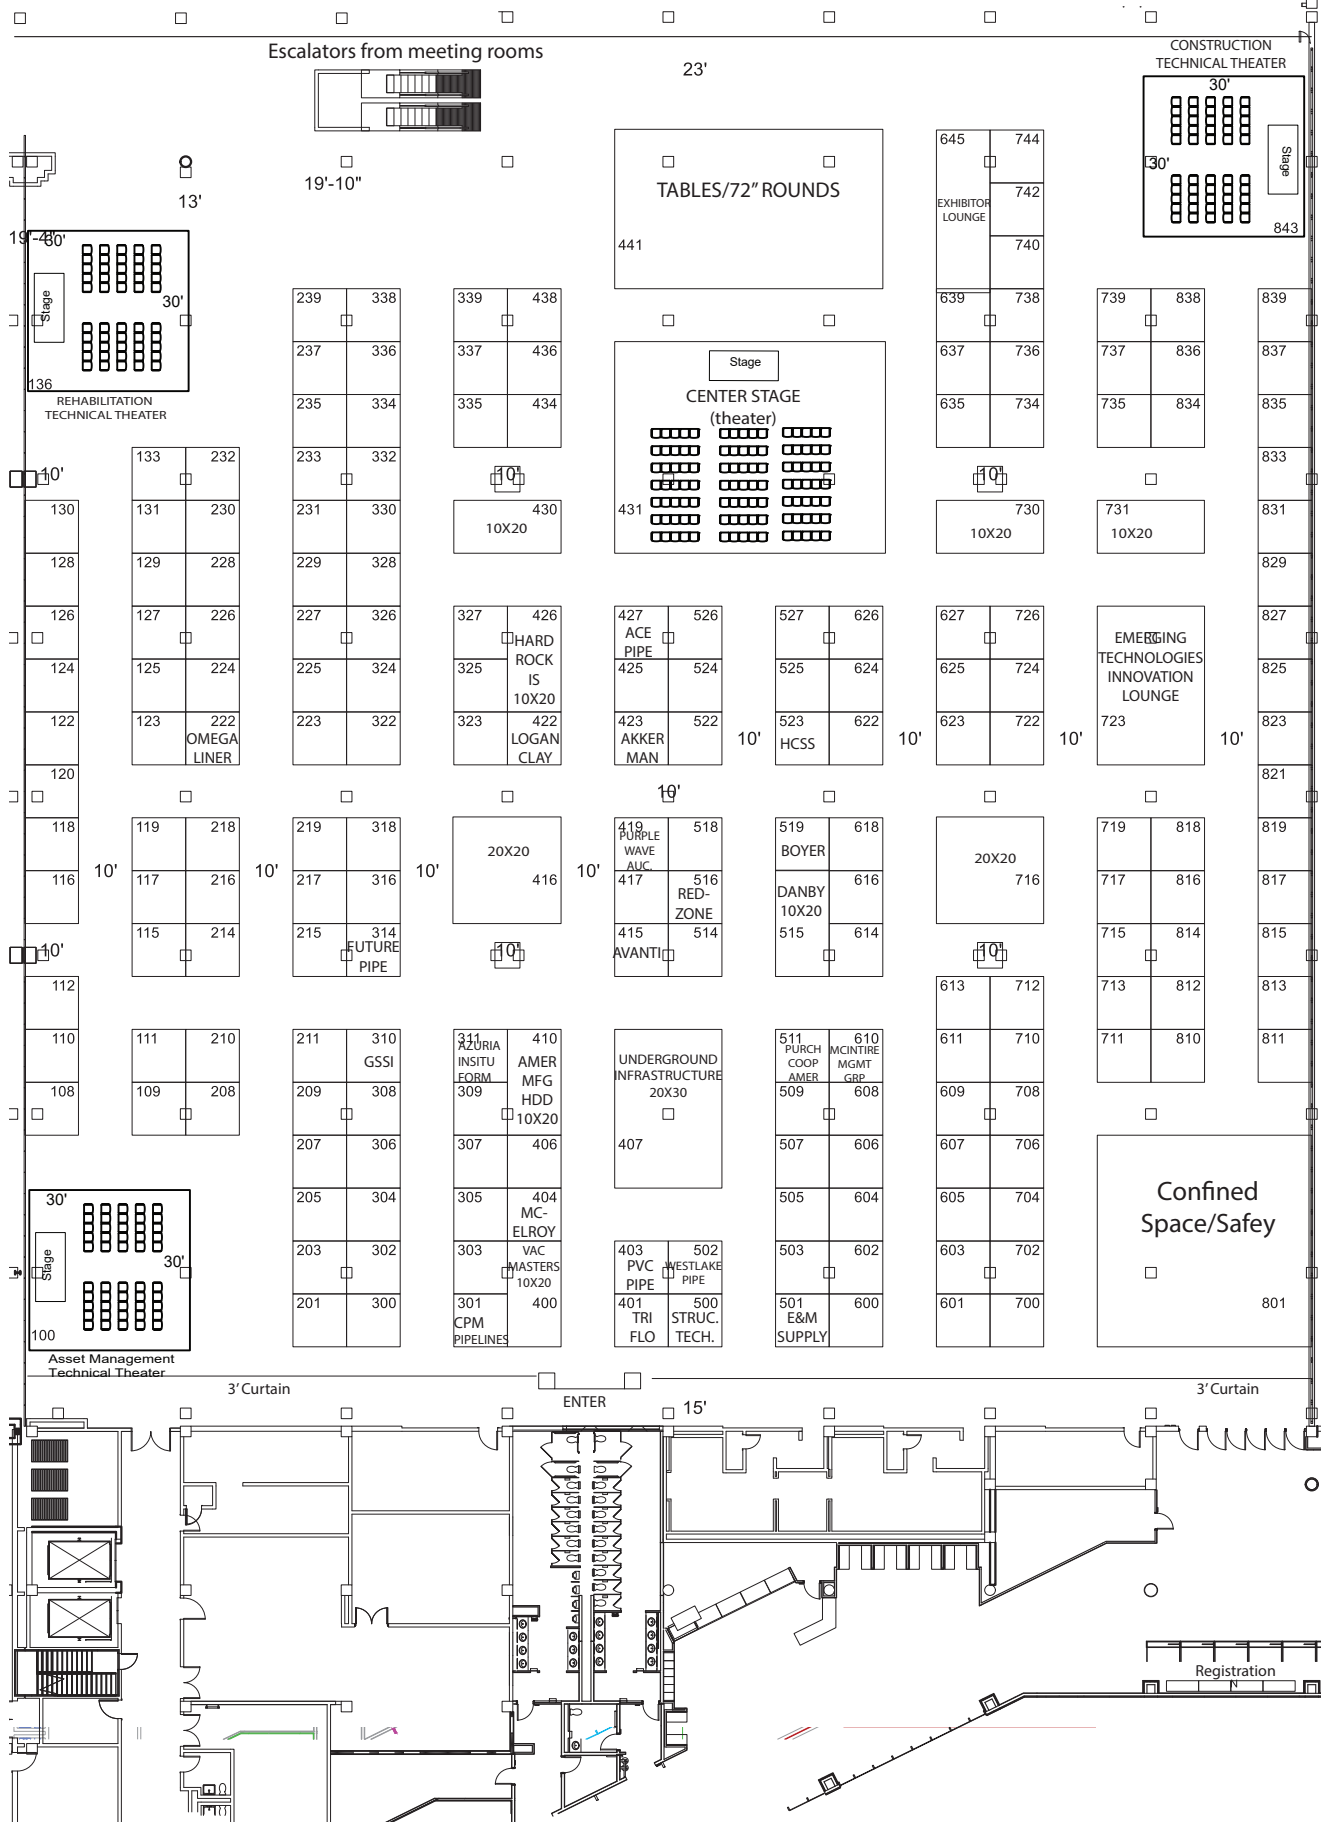 Escalators from meeting rooms
23'
CONSTRUCTION
TECHNICAL THEATER
30'
30'
Stage
843
19'-10"
13'
19'-4"
TABLES/72” ROUNDS
441
645
744
EXHIBITOR
LOUNGE
742
740
30'
Stage
30'
136
REHABILITATION
TECHNICAL THEATER
239
338
339
438
639
738
739
838
839
237
336
337
436
637
736
737
836
837
235
334
335
434
635
734
735
834
835
Stage
CENTER STAGE
(theater)
431
133
232
233
332
833
10'
10'
10'
130
131
230
231
330
430
10X20
730
10X20
731
10X20
831
128
129
228
229
328
829
126
127
226
227
326
327
426
HARD
ROCK
IS
10X20
427
ACE
PIPE
526
527
626
627
726
EMERGING
TECHNOLOGIES
INNOVATION
LOUNGE
723
827
124
125
224
225
324
325
425
524
525
624
625
724
825
122
123
222
OMEGA
LINER
223
322
323
422
LOGAN
CLAY
423
AKKER
MAN
522
10'
523
HCSS
622
10'
623
722
10'
10'
823
120
10'
821
118
119
218
219
318
20X20
416
419
PURPLE
WAVE
AUC.
518
519
BOYER
618
20X20
716
719
818
819
10'
10'
10'
10'
116
117
216
217
316
417
516
RED-
ZONE
DANBY
10X20
515
616
717
816
817
10'
115
214
215
314
FUTURE
PIPE
10'
415
AVANTI
514
614
10'
715
814
815
112
613
712
713
812
813
110
111
210
211
310
GSSI
311
AZURIA
INSITU
FORM
410
AMER
MFG
HDD
10X20
UNDERGROUND
INFRASTRUCTURE
20X30
407
511
PURCH
COOP
AMER
610
MCINTIRE
MGMT
GRP
611
710
711
810
811
108
109
208
209
308
309
509
608
609
708
207
306
307
406
507
606
607
706
Confined
Space/Safey
801
205
304
305
404
MC-
ELROY
505
604
605
704
30'
Stage
30'
100
Asset Management
Technical Theater
203
302
303
VAC
MASTERS
10X20
400
403
PVC
PIPE
502
WESTLAKE
PIPE
503
602
603
702
201
300
301
CPM
PIPELINES
401
TRI
FLO
500
STRUC.
TECH.
501
E&M
SUPPLY
600
601
700
3’ Curtain
ENTER
15'
3’ Curtain
Registration
N